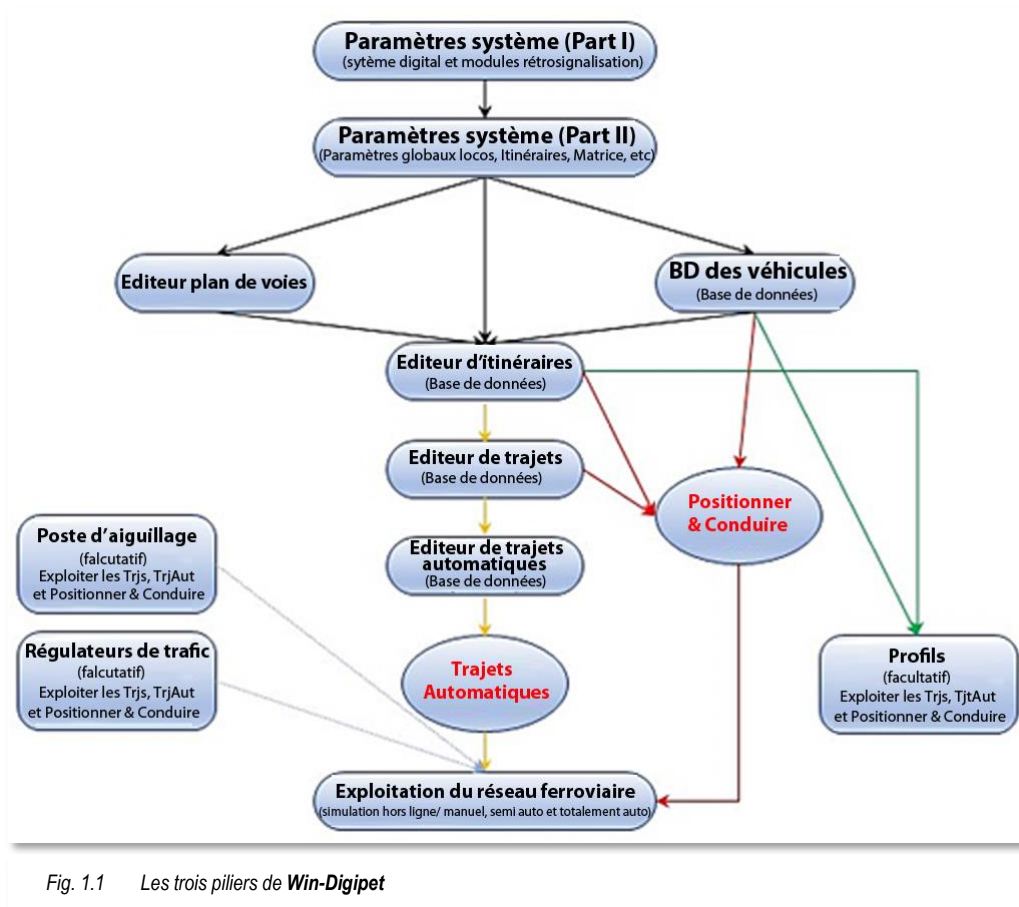 Paramètres système (Part I)
(sytème digital et modules rétrosignalisation)
Paramètres système (Part II)
(Paramètres globaux locos, Itinéraires, Matrice, etc)
Editeur plan de voies
BD des véhicules
(Base de données)
Editeur d'itinéraires
(Base de données)
Editeur de trajets
(Base de données)
Positionner
& Conduire
Poste d'aiguillage
(falcutatif)
Exploiter les Trjs, TrjAut
et Positionner & Conduire
Editeur de trajets
automatiques
(Base de données)
Régulateurs de trafic
(falcutatif)
Exploiter les Trjs, TrjAut
et Positionner & Conduire
Trajets
Automatiques
Profils
(facultatif)
Exploiter les Trjs, TjtAut
et Positionner & Conduire
Exploitation du réseau ferroviaire
(simulation hors ligne/ manuel, semi auto et totalement auto)
Fig. 1.1 Les trois piliers de Win-Digipet